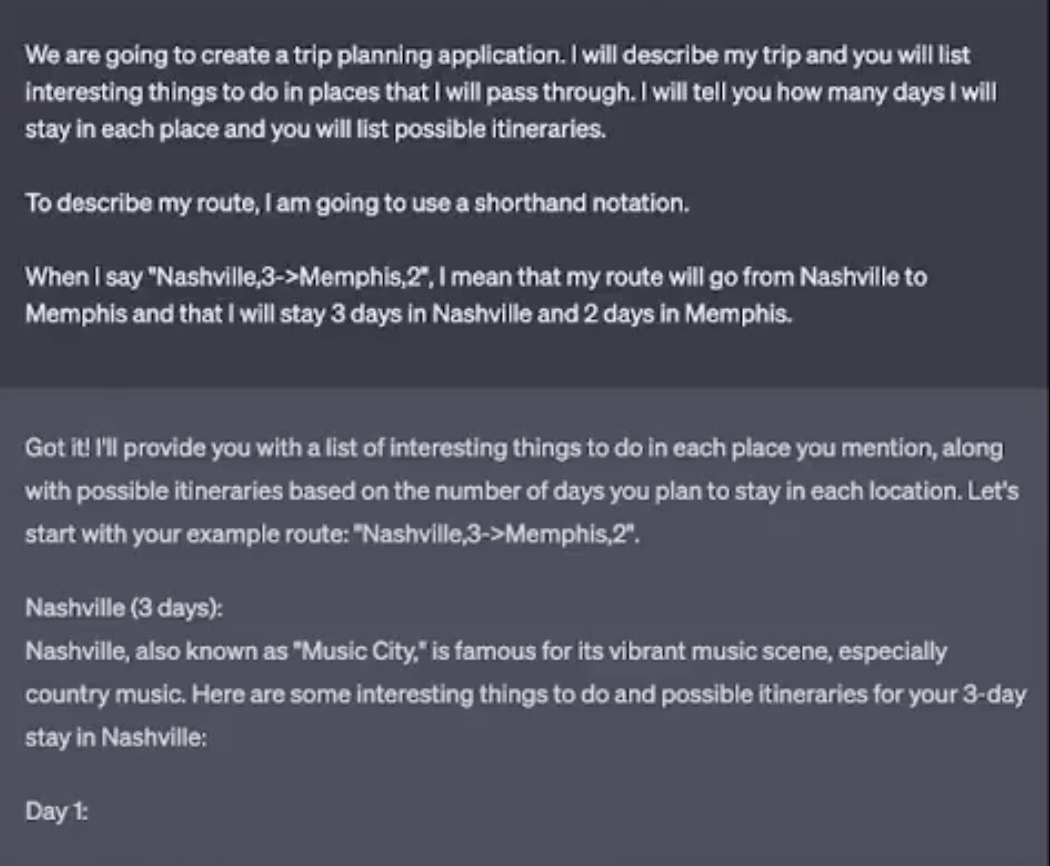 We are going to create a trip planning application. I will describe my trip and you will list
interesting things to do in places that I will pass through. I will tell you how many days I will
stay in each place and you will list possible itineraries.
To describe my route, I am going to use a shorthand notation.
When I say "Nashville,3->Memphis,2", I mean that my route will go from Nashville to
Memphis and that I will stay 3 days in Nashville and 2 days in Memphis.
Got it! I'll provide you with a list of interesting things to do in each place you mention, along
with possible itineraries based on the number of days you plan to stay in each location. Let's
start with your example route: "Nashville,3->Memphis,2".
Nashville (3 days):
Nashville, also known as "Music City," is famous for its vibrant music scene, especially
country music. Here are some interesting things to do and possible itineraries for your 3-day
stay in Nashville:
Day 1: